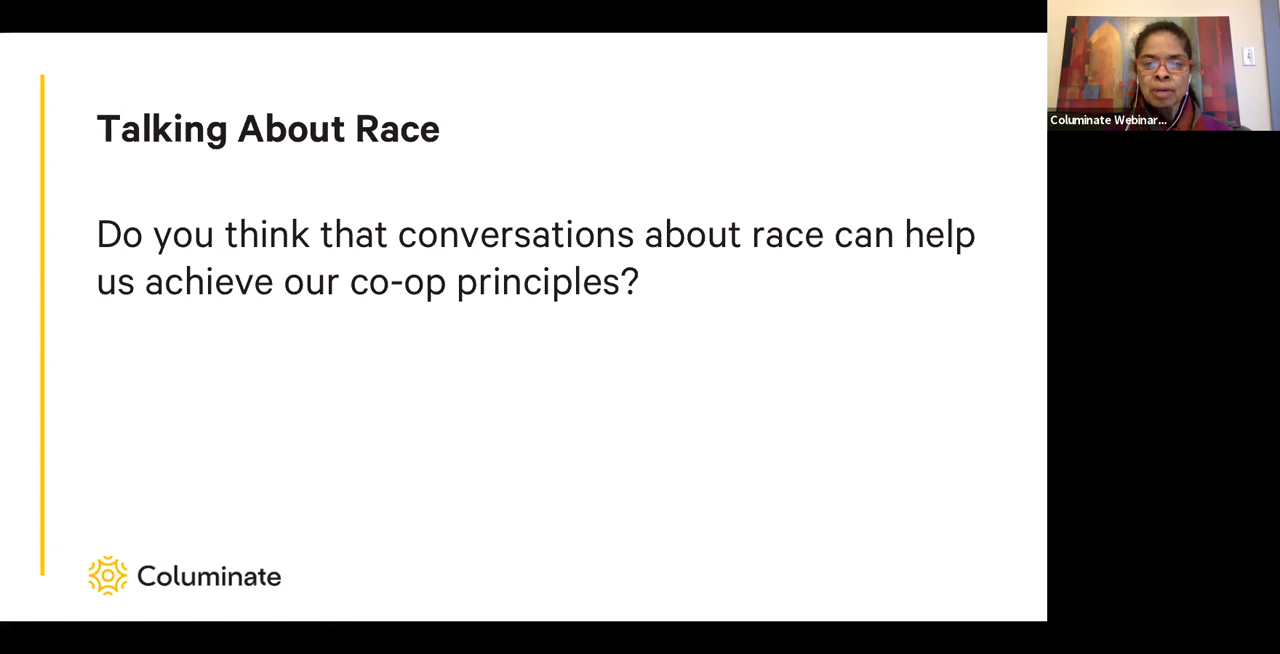 Talking About Race
Do you think that conversations about race can help
us achieve our co-op principles?
Columinate
Columinate Webinar...